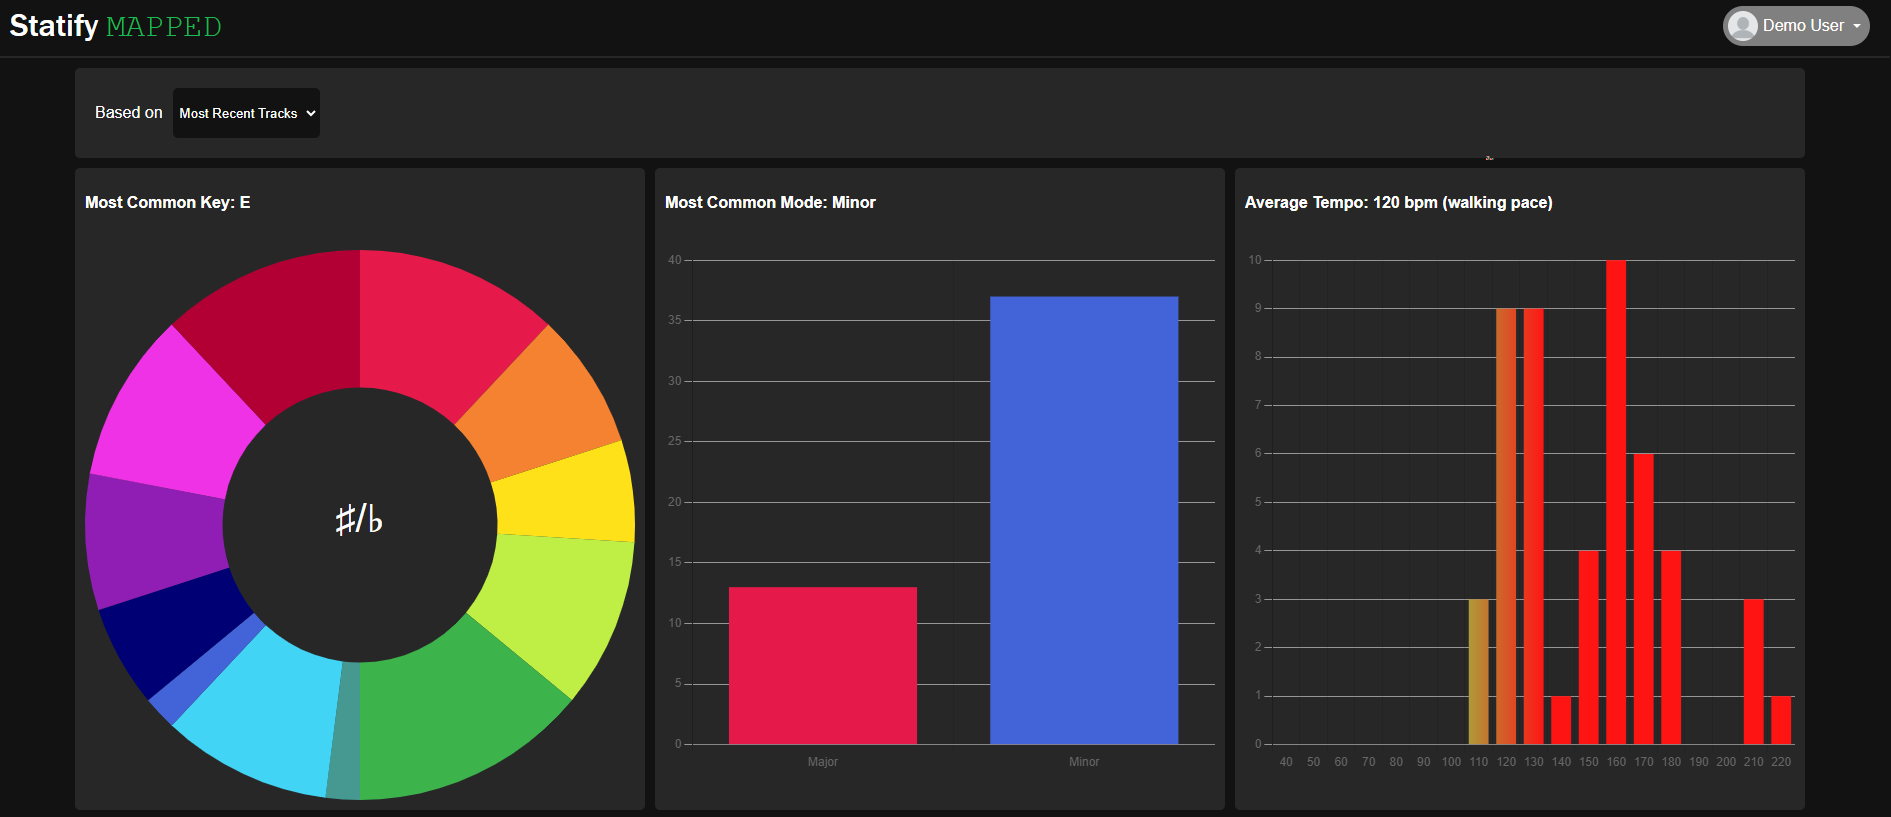 Statify MAPPED
Demo User
Based on Most Recent Tracks
Most Common Key: E
♯/♭
Most Common Mode: Minor
40
35
30
25
20
15
10
5
0
Major Minor
Average Tempo: 120 bpm (walking pace)
10
9
8
7
6
5
4
3
2
1
0
40 50 60 70 80 90 100 110 120 130 140 150 160 170 180 190 200 210 220